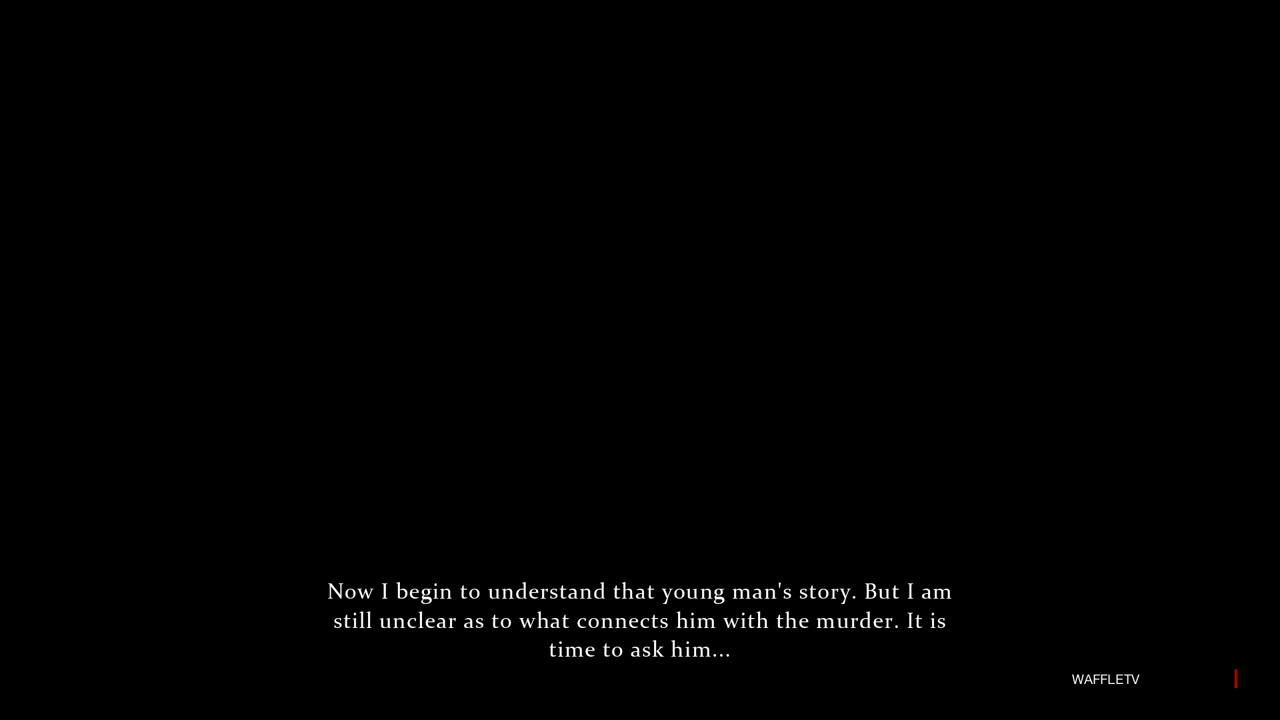 Now I begin to understand that young man's story. But I am
still unclear as to what connects him with the murder. It is
time to ask him...
WAFFLETV